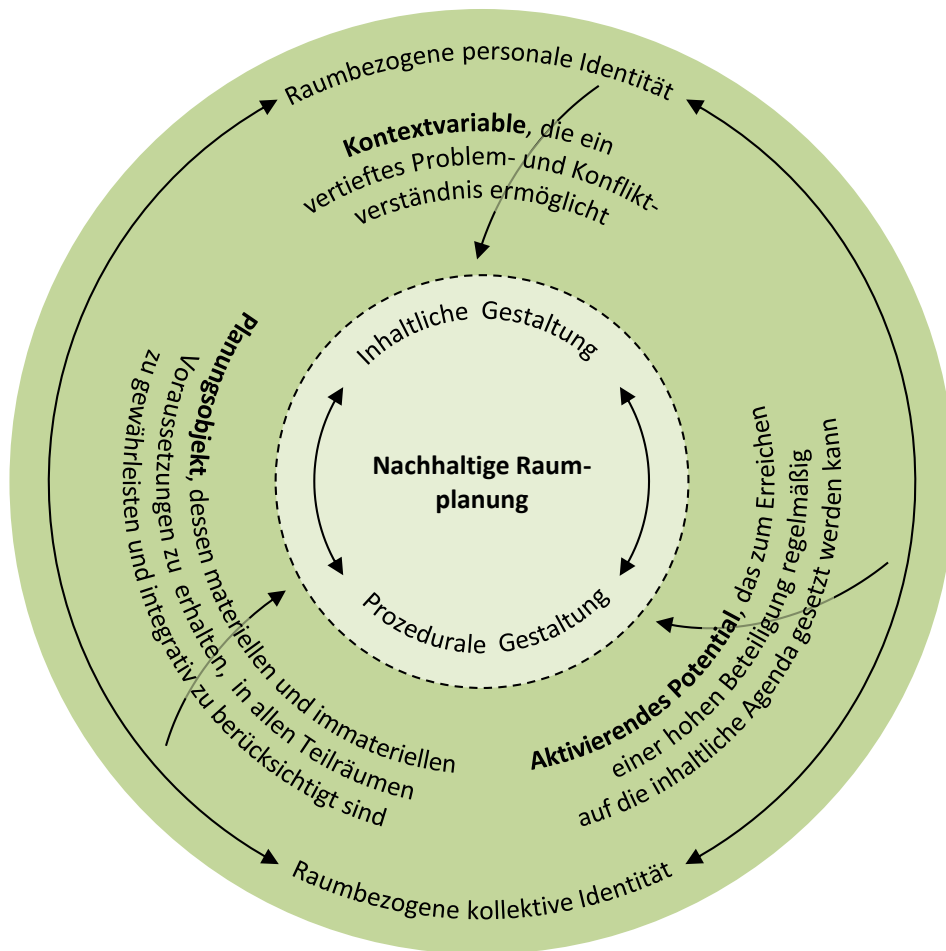 Raumbezogene personale Identität
Kontextvariable, die ein
vertieftes Problem- und Konflikt-
verständnis ermöglicht
Inhaltliche Gestaltung
Nachhaltige Raum-
planung
Prozedurale Gestaltung
Planungsobjekt, dessen materiellen und immateriellen
Voraussetzungen zu erhalten, in allen Teilräumen
zu gewährleisten und integrativ zu berücksichtigt sind
Aktivierendes Potential, das zum Erreichen
einer hohen Beteiligung regelmäßig
auf die inhaltliche Agenda gesetzt werden kann
Raumbezogene kollektive Identität